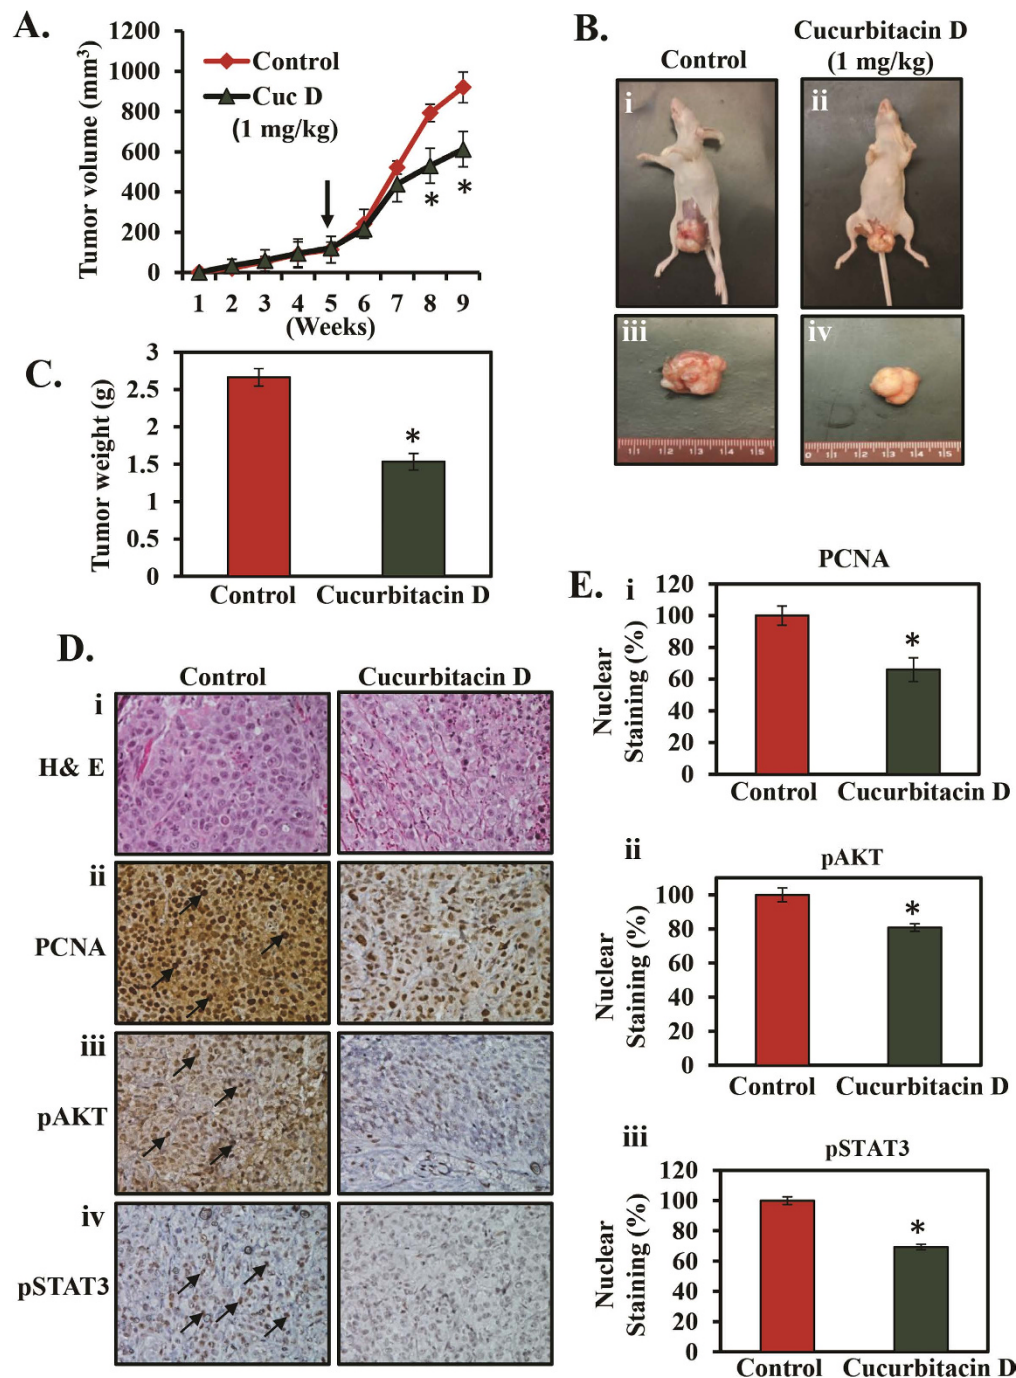 A.
Tumor volume (mm³)
1200
1000
800
600
400
200
0
Control
Cuc D
(1 mg/kg)
*
*
1 2 3 4 5 6 7 8 9
(Weeks)
B.
Control
Cucurbitacin D
(1 mg/kg)
i
ii
iii
iv
C.
Tumor weight (g)
3
2.5
2
1.5
1
0.5
0
*
Control Cucurbitacin D
D.
Control Cucurbitacin D
i
H& E
ii
PCNA
iii
pAKT
iv
pSTAT3
E.
i
PCNA
Nuclear
Staining (%)
120
100
80
60
40
20
0
*
Control Cucurbitacin D
ii
pAKT
Nuclear
Staining (%)
100
80
60
40
20
0
*
Control Cucurbitacin D
iii
pSTAT3
Nuclear
Staining (%)
120
100
80
60
40
20
0
*
Control Cucurbitacin D